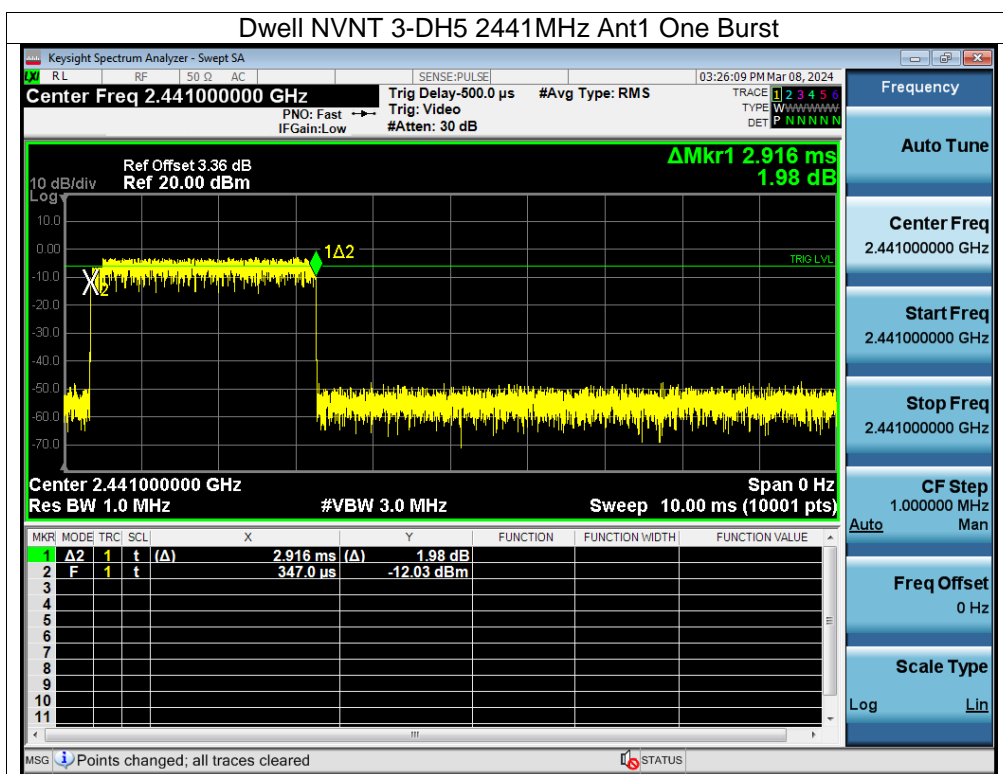 Dwell NVNT 3-DH5 2441MHz Ant1 One Burst
Keysight Spectrum Analyzer - Swept SA
LXI RL RF 50 Ω AC SENSE:PULSE 03:26:09 PM Mar 08, 2024
Center Freq 2.441000000 GHz Trig Delay-500.0 µs #Avg Type: RMS TRACE 1 2 3 4 5 6
PNO: Fast Trig: Video TYPE WWWWWWW
IFGain:Low #Atten: 30 dB DET P N N N N N
ΔMkr1 2.916 ms
1.98 dB
Ref Offset 3.36 dB
10 dB/div Ref 20.00 dBm
Log
10.0
0.00
-10.0
-20.0
-30.0
-40.0
-50.0
-60.0
-70.0
1Δ2
TRIG LVL
2
Center 2.441000000 GHz Span 0 Hz
Res BW 1.0 MHz #VBW 3.0 MHz Sweep 10.00 ms (10001 pts)
MKR MODE TRC SCL X Y FUNCTION FUNCTION WIDTH FUNCTION VALUE
1 Δ2 1 t (Δ) 2.916 ms (Δ) 1.98 dB
2 F 1 t 347.0 µs -12.03 dBm
3
4
5
6
7
8
9
10
11
MSG Points changed; all traces cleared STATUS
Frequency
Auto Tune
Center Freq
2.441000000 GHz
Start Freq
2.441000000 GHz
Stop Freq
2.441000000 GHz
CF Step
1.000000 MHz
Auto Man
Freq Offset
0 Hz
Scale Type
Log Lin